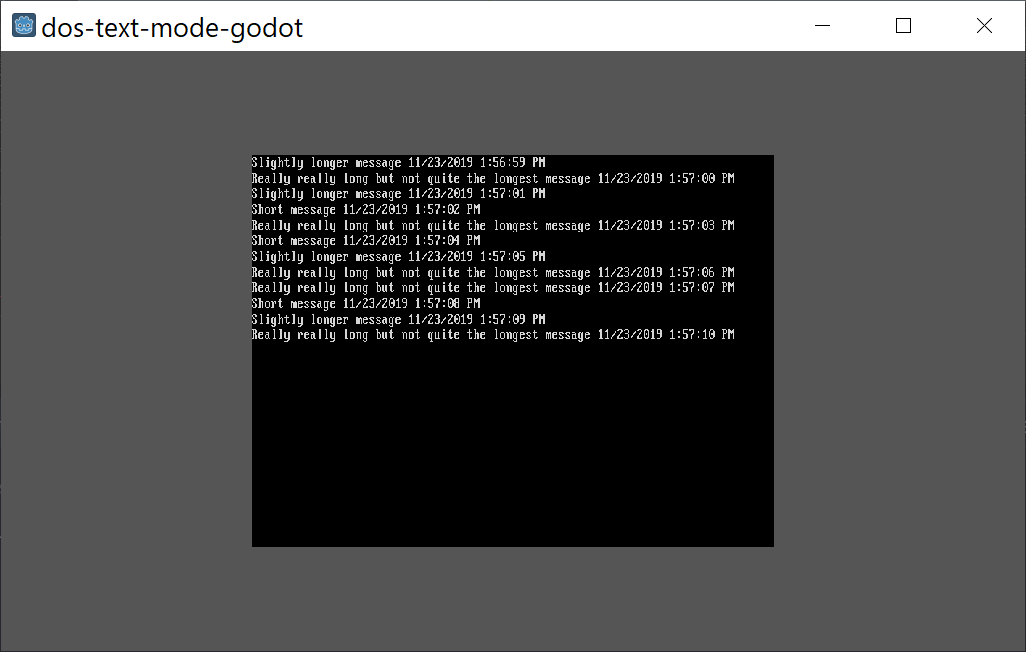 dos-text-mode-godot
Slightly longer message 11/23/2019 1:56:59 PM
Really really long but not quite the longest message 11/23/2019 1:57:00 PM
Slightly longer message 11/23/2019 1:57:01 PM
Short message 11/23/2019 1:57:02 PM
Really really long but not quite the longest message 11/23/2019 1:57:03 PM
Short message 11/23/2019 1:57:04 PM
Slightly longer message 11/23/2019 1:57:05 PM
Really really long but not quite the longest message 11/23/2019 1:57:06 PM
Really really long but not quite the longest message 11/23/2019 1:57:07 PM
Short message 11/23/2019 1:57:08 PM
Slightly longer message 11/23/2019 1:57:09 PM
Really really long but not quite the longest message 11/23/2019 1:57:10 PM